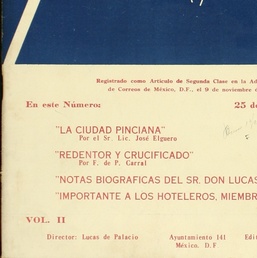 Registrado como Artículo de Segunda Clase en la Ad
de Correos de México, D.F., el 9 de noviembre d
En este Número:   25 de
"LA CIUDAD PINCIANA"
Por el Sr. Lic. José Elguero
"REDENTOR Y CRUCIFICADO"
Por F. de P. Carral
"NOTAS BIOGRAFICAS DEL SR. DON LUCAS
"IMPORTANTE A LOS HOTELEROS, MIEMBR
VOL. II
Director: Lucas de Palacio   Ayuntamiento 141   Edit
México, D. F